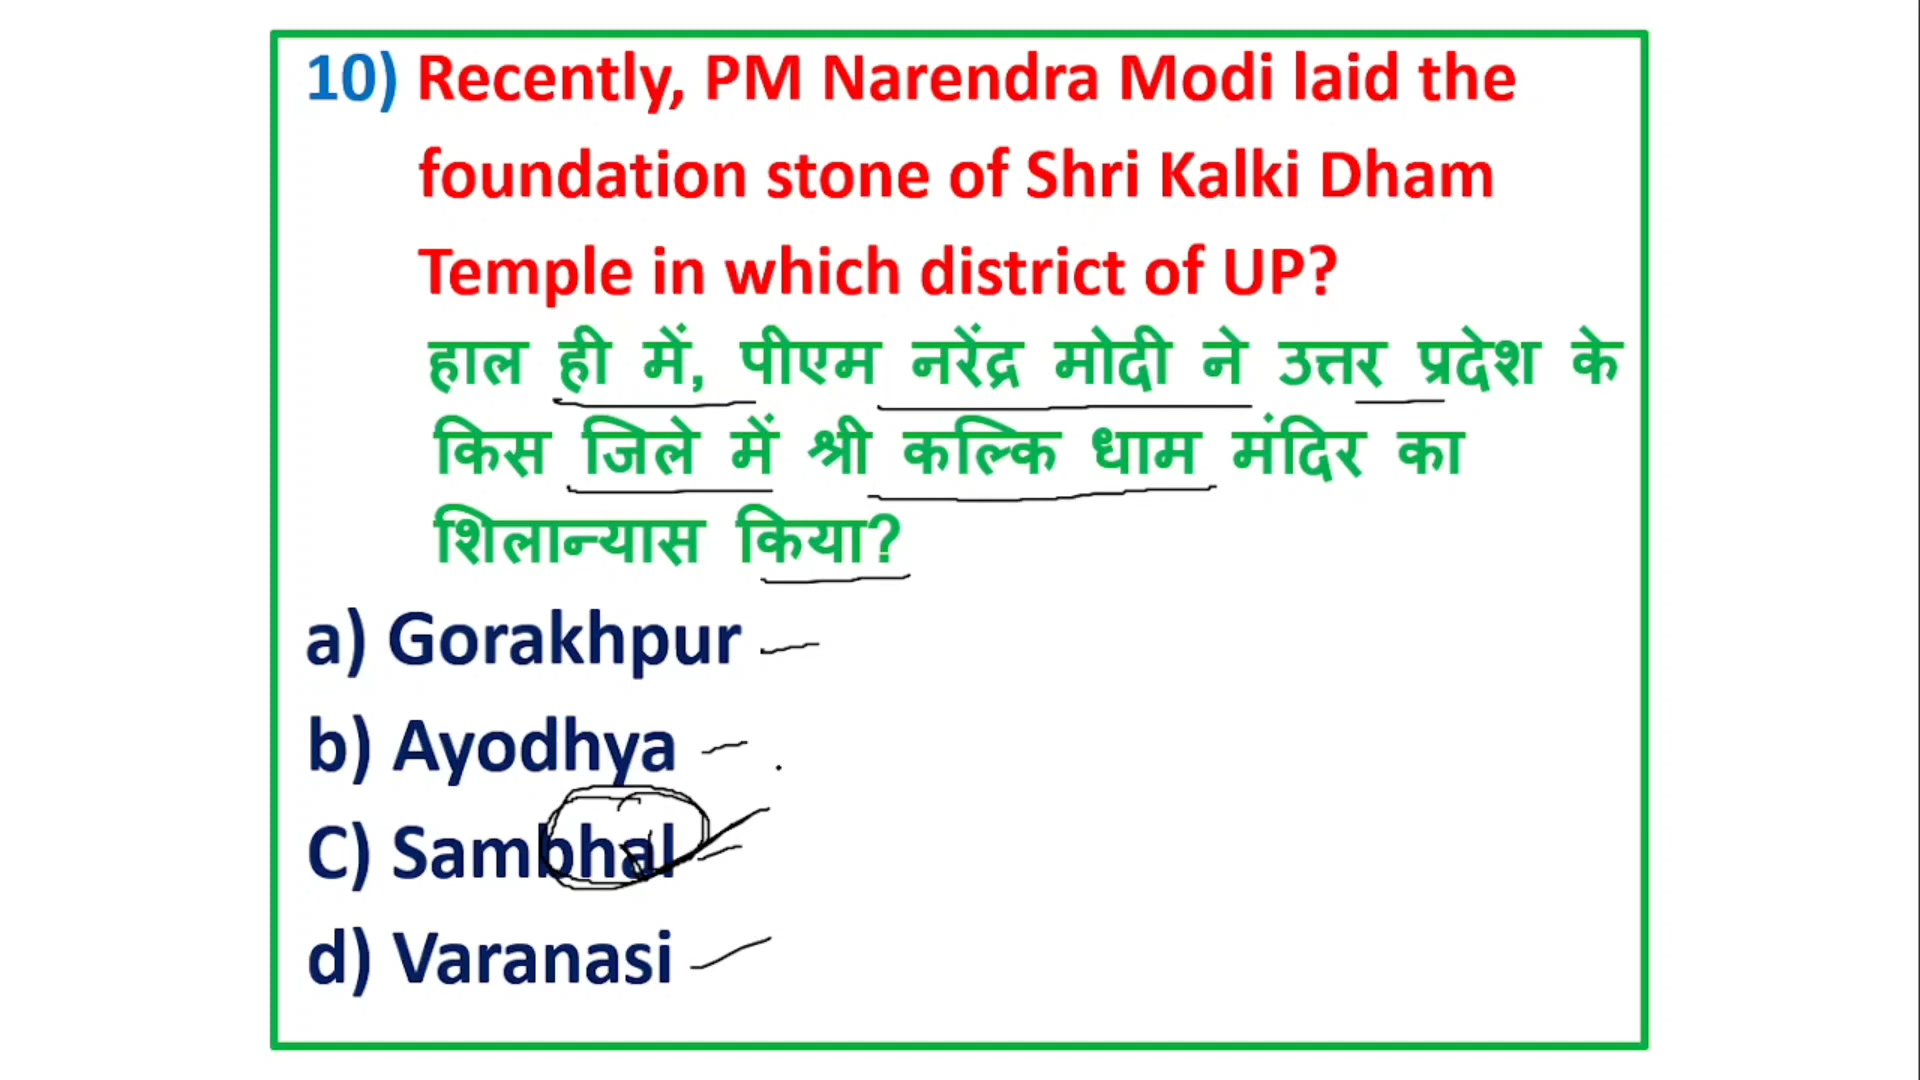 10) Recently, PM Narendra Modi laid the
foundation stone of Shri Kalki Dham
Temple in which district of UP?
हाल ही में, पीएम नरेंद्र मोदी ने उत्तर प्रदेश के
किस जिले में श्री कल्कि धाम मंदिर का
शिलान्यास किया?
a) Gorakhpur
b) Ayodhya
C) Sambhal
d) Varanasi